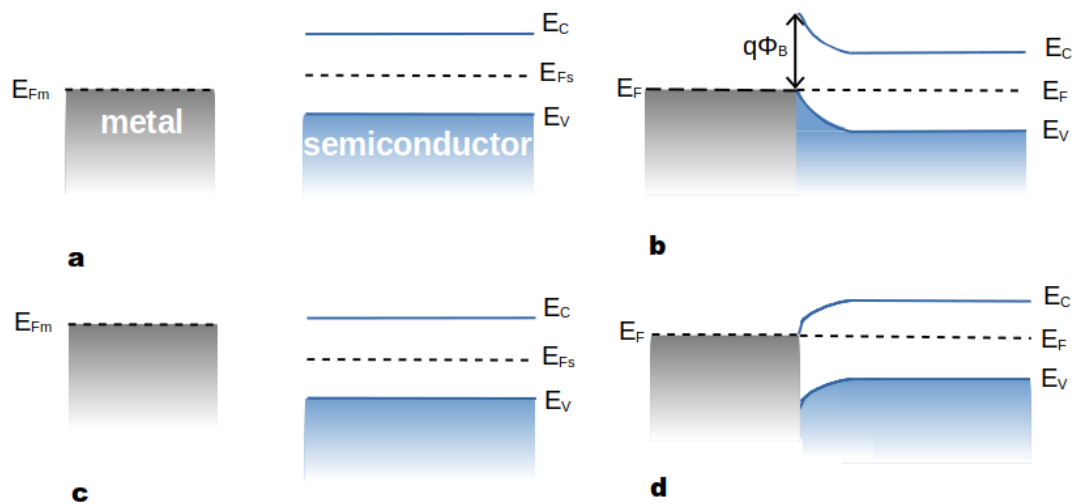 E_C
E_Fs
E_Fm
metal
E_V
semiconductor
a
qΦ_B
E_C
E_F
E_F
E_V
b
E_Fm
E_C
E_Fs
E_V
c
E_C
E_F
E_F
E_V
d